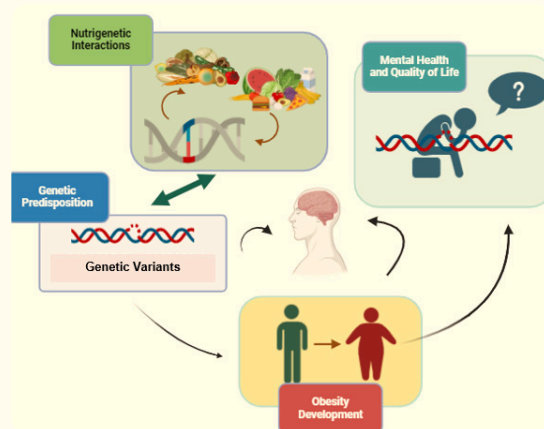 Nutrigenetic
Interactions
Mental Health
and Quality of Life
?
Genetic
Predisposition
Genetic Variants
Obesity
Development